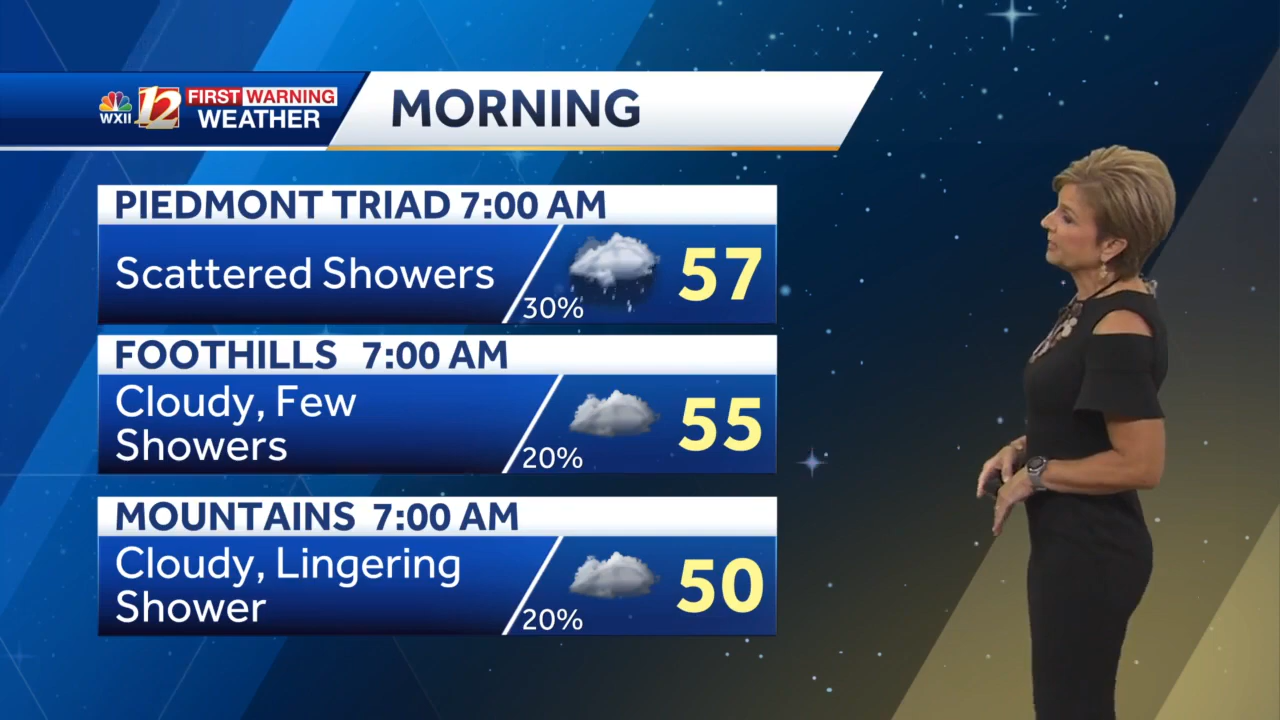 WXII 12 FIRST WARNING
WEATHER
MORNING
PIEDMONT TRIAD 7:00 AM
Scattered Showers
30%
57
FOOTHILLS 7:00 AM
Cloudy, Few
Showers
20%
55
MOUNTAINS 7:00 AM
Cloudy, Lingering
Shower
20%
50